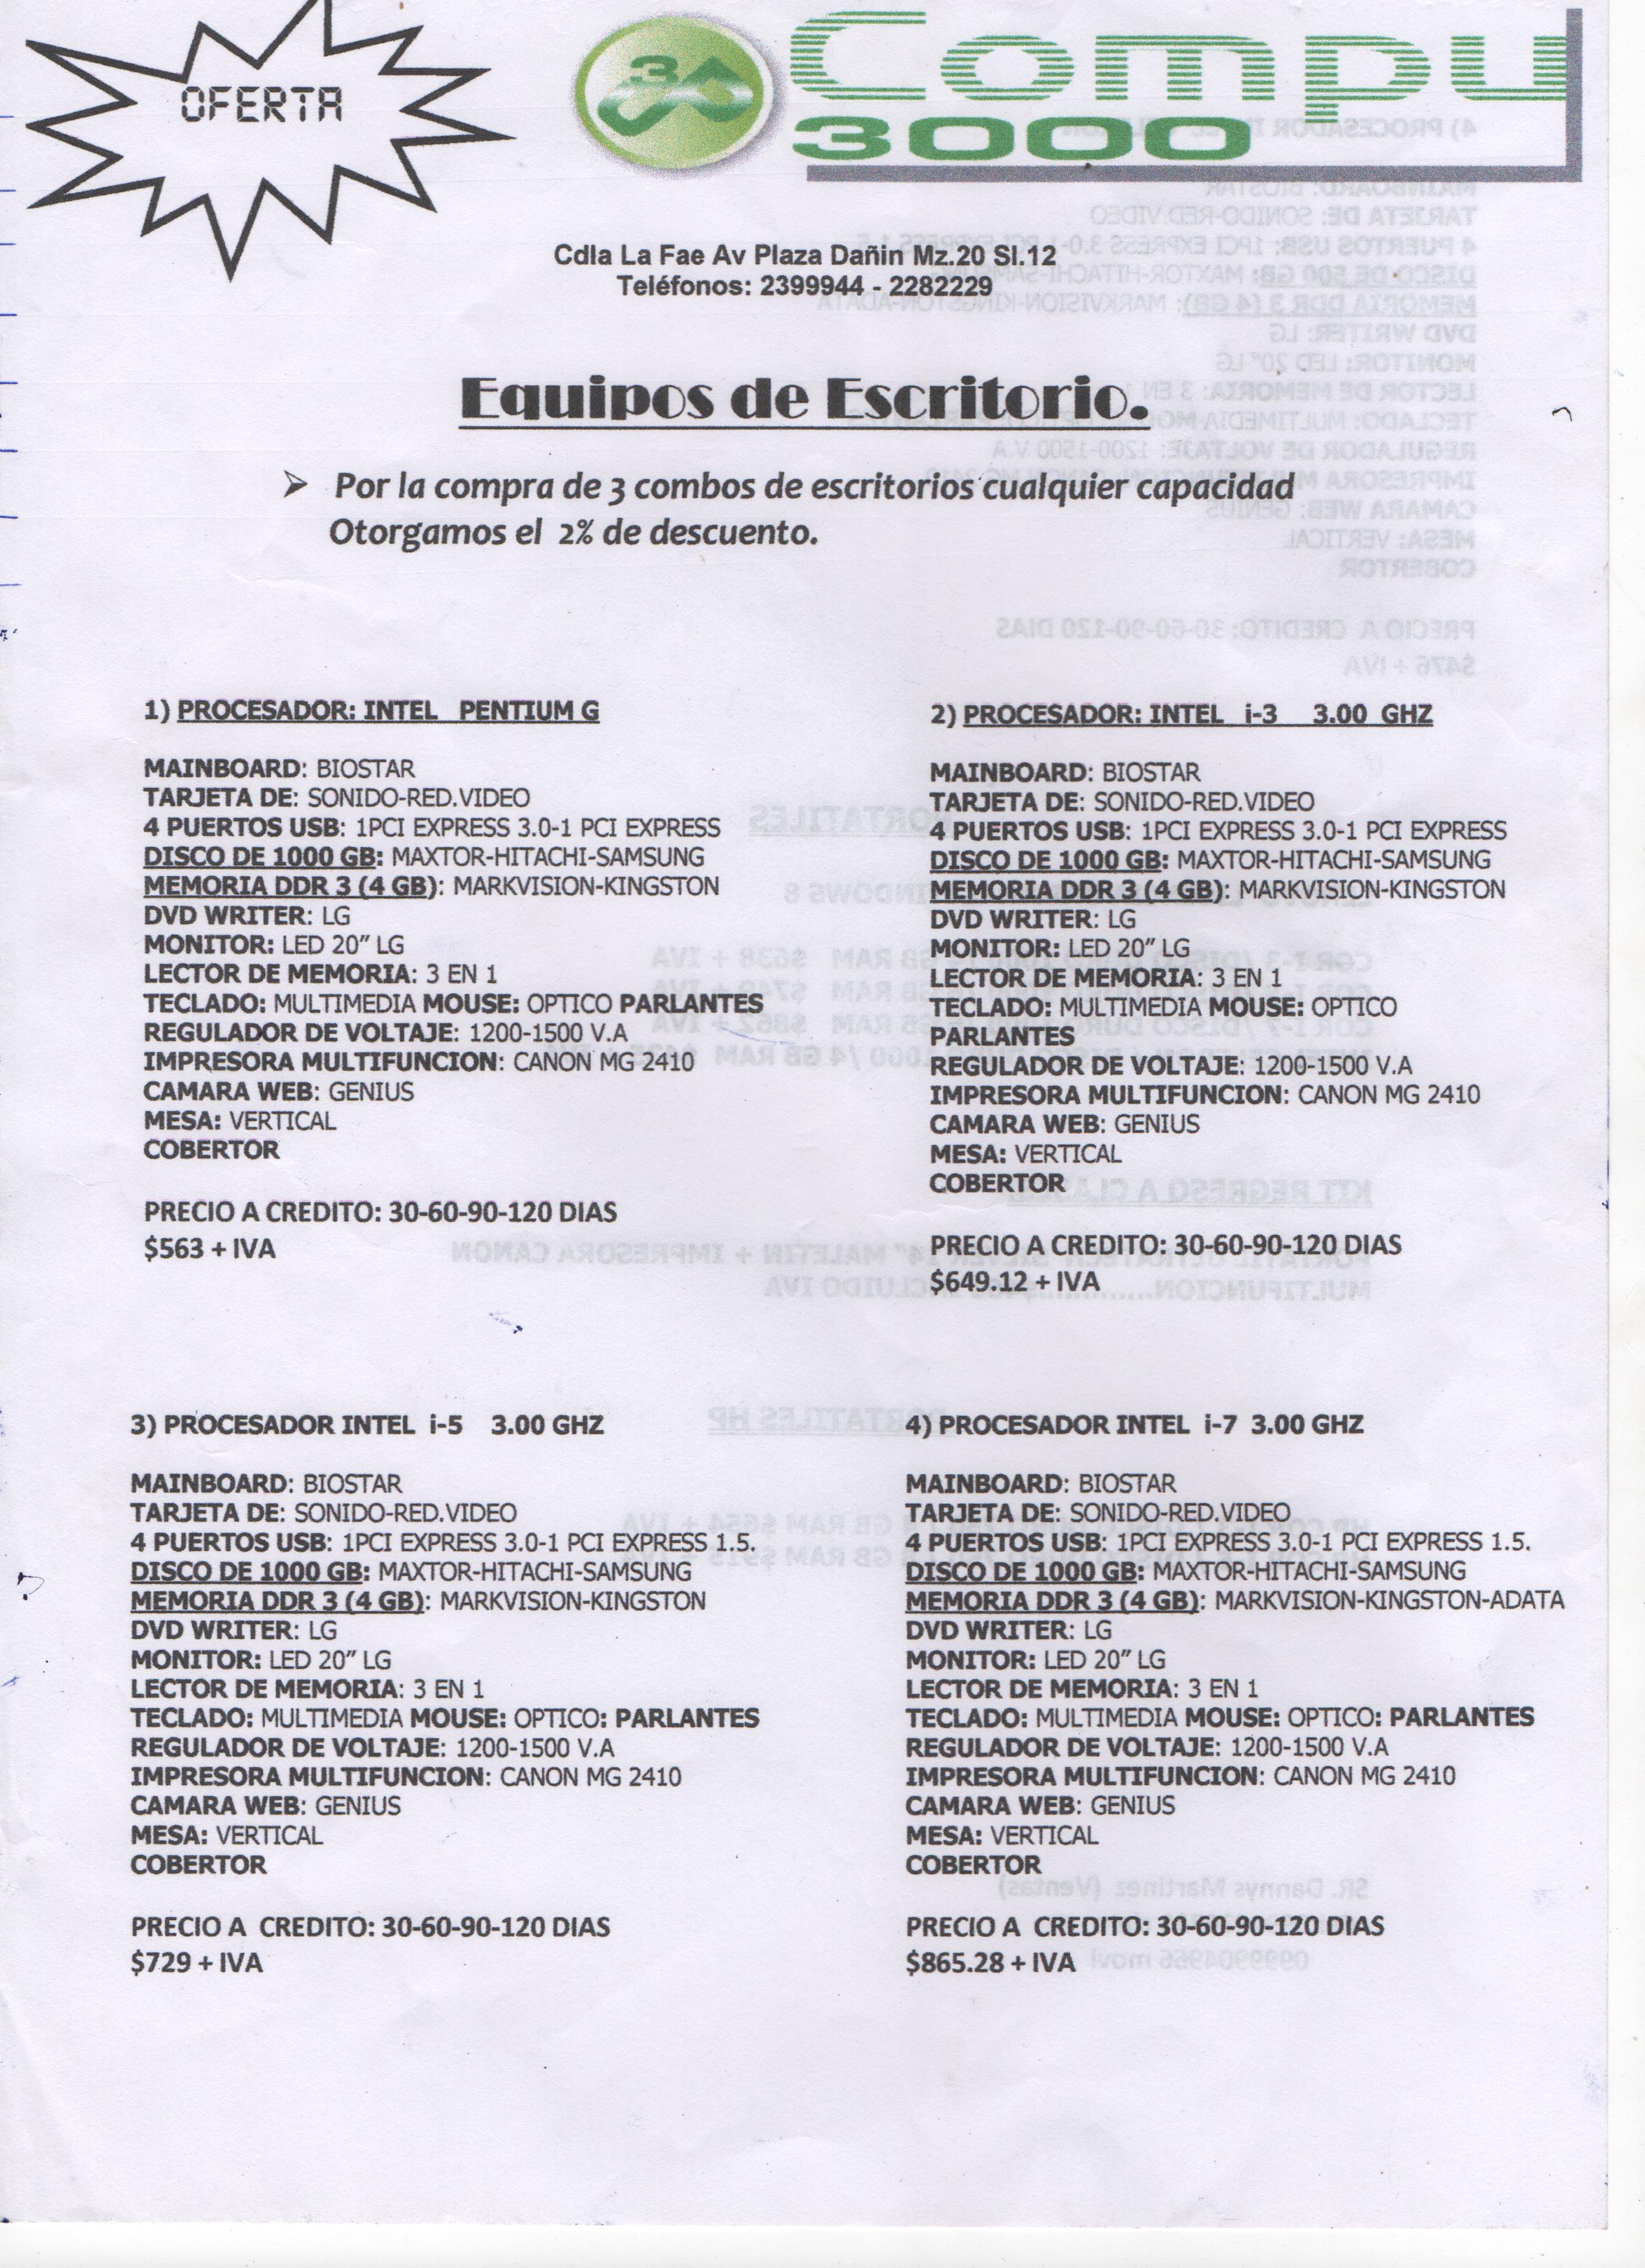 OFERTA
Compu
3000
Cdla La Fae Av Plaza Dañin Mz.20 Sl.12
Teléfonos: 2399944 - 2282229
Equipos de Escritorio.
➢ Por la compra de 3 combos de escritorios cualquier capacidad
Otorgamos el 2% de descuento.
1) PROCESADOR: INTEL PENTIUM G
MAINBOARD: BIOSTAR
TARJETA DE: SONIDO-RED.VIDEO
4 PUERTOS USB: 1PCI EXPRESS 3.0-1 PCI EXPRESS
DISCO DE 1000 GB: MAXTOR-HITACHI-SAMSUNG
MEMORIA DDR 3 (4 GB): MARKVISION-KINGSTON
DVD WRITER: LG
MONITOR: LED 20” LG
LECTOR DE MEMORIA: 3 EN 1
TECLADO: MULTIMEDIA MOUSE: OPTICO PARLANTES
REGULADOR DE VOLTAJE: 1200-1500 V.A
IMPRESORA MULTIFUNCION: CANON MG 2410
CAMARA WEB: GENIUS
MESA: VERTICAL
COBERTOR
PRECIO A CREDITO: 30-60-90-120 DIAS
$563 + IVA
2) PROCESADOR: INTEL i-3 3.00 GHZ
MAINBOARD: BIOSTAR
TARJETA DE: SONIDO-RED.VIDEO
4 PUERTOS USB: 1PCI EXPRESS 3.0-1 PCI EXPRESS
DISCO DE 1000 GB: MAXTOR-HITACHI-SAMSUNG
MEMORIA DDR 3 (4 GB): MARKVISION-KINGSTON
DVD WRITER: LG
MONITOR: LED 20” LG
LECTOR DE MEMORIA: 3 EN 1
TECLADO: MULTIMEDIA MOUSE: OPTICO
PARLANTES
REGULADOR DE VOLTAJE: 1200-1500 V.A
IMPRESORA MULTIFUNCION: CANON MG 2410
CAMARA WEB: GENIUS
MESA: VERTICAL
COBERTOR
PRECIO A CREDITO: 30-60-90-120 DIAS
$649.12 + IVA
3) PROCESADOR INTEL i-5 3.00 GHZ
MAINBOARD: BIOSTAR
TARJETA DE: SONIDO-RED.VIDEO
4 PUERTOS USB: 1PCI EXPRESS 3.0-1 PCI EXPRESS 1.5.
DISCO DE 1000 GB: MAXTOR-HITACHI-SAMSUNG
MEMORIA DDR 3 (4 GB): MARKVISION-KINGSTON
DVD WRITER: LG
MONITOR: LED 20” LG
LECTOR DE MEMORIA: 3 EN 1
TECLADO: MULTIMEDIA MOUSE: OPTICO: PARLANTES
REGULADOR DE VOLTAJE: 1200-1500 V.A
IMPRESORA MULTIFUNCION: CANON MG 2410
CAMARA WEB: GENIUS
MESA: VERTICAL
COBERTOR
PRECIO A CREDITO: 30-60-90-120 DIAS
$729 + IVA
4) PROCESADOR INTEL i-7 3.00 GHZ
MAINBOARD: BIOSTAR
TARJETA DE: SONIDO-RED.VIDEO
4 PUERTOS USB: 1PCI EXPRESS 3.0-1 PCI EXPRESS 1.5.
DISCO DE 1000 GB: MAXTOR-HITACHI-SAMSUNG
MEMORIA DDR 3 (4 GB): MARKVISION-KINGSTON-ADATA
DVD WRITER: LG
MONITOR: LED 20” LG
LECTOR DE MEMORIA: 3 EN 1
TECLADO: MULTIMEDIA MOUSE: OPTICO: PARLANTES
REGULADOR DE VOLTAJE: 1200-1500 V.A
IMPRESORA MULTIFUNCION: CANON MG 2410
CAMARA WEB: GENIUS
MESA: VERTICAL
COBERTOR
PRECIO A CREDITO: 30-60-90-120 DIAS
$865.28 + IVA